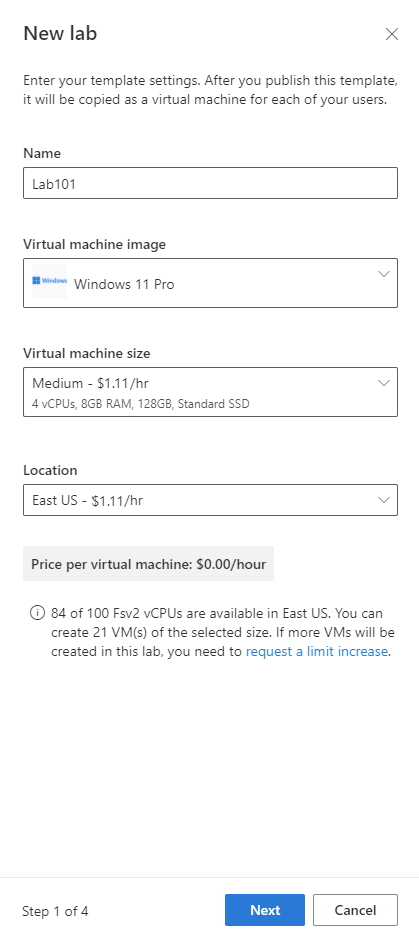 New lab
Enter your template settings. After you publish this template,
it will be copied as a virtual machine for each of your users.
Name
Lab101
Virtual machine image
Windows
Windows 11 Pro
Virtual machine size
Medium - $1.11/hr
4 vCPUs, 8GB RAM, 128GB, Standard SSD
Location
East US - $1.11/hr
Price per virtual machine: $0.00/hour
84 of 100 Fsv2 vCPUs are available in East US. You can
create 21 VM(s) of the selected size. If more VMs will be
created in this lab, you need to request a limit increase.
Step 1 of 4
Next
Cancel